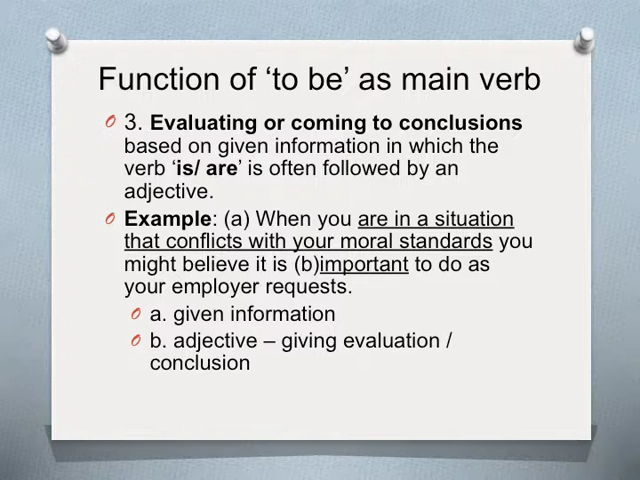 Function of ‘to be’ as main verb
3. Evaluating or coming to conclusions
based on given information in which the
verb ‘is/ are’ is often followed by an
adjective.
Example: (a) When you are in a situation
that conflicts with your moral standards you
might believe it is (b)important to do as
your employer requests.
a. given information
b. adjective – giving evaluation /
conclusion